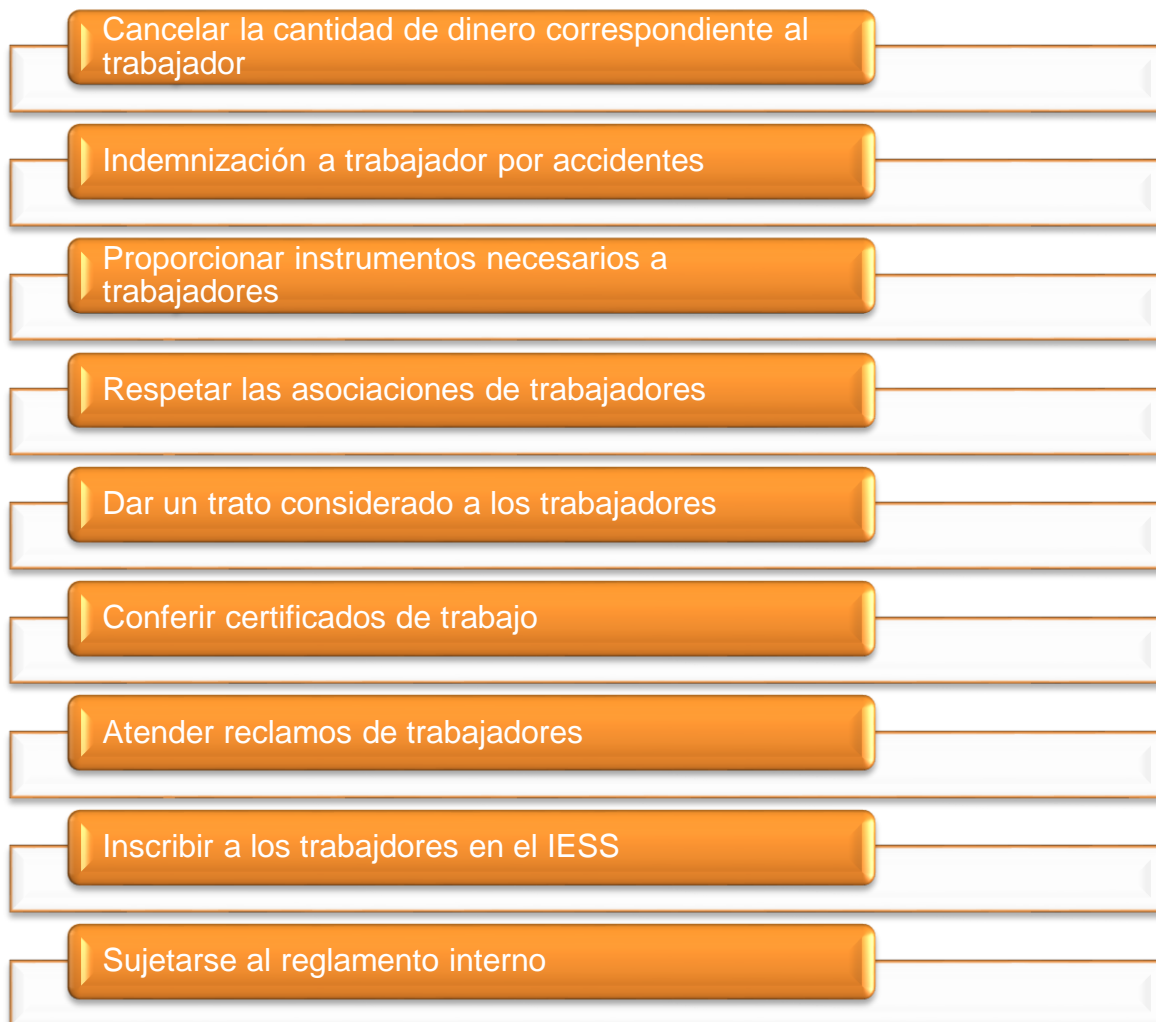 Cancelar la cantidad de dinero correspondiente al
trabajador
Indemnización a trabajador por accidentes
Proporcionar instrumentos necesarios a
trabajadores
Respetar las asociaciones de trabajadores
Dar un trato considerado a los trabajadores
Conferir certificados de trabajo
Atender reclamos de trabajadores
Inscribir a los trabajdores en el IESS
Sujetarse al reglamento interno